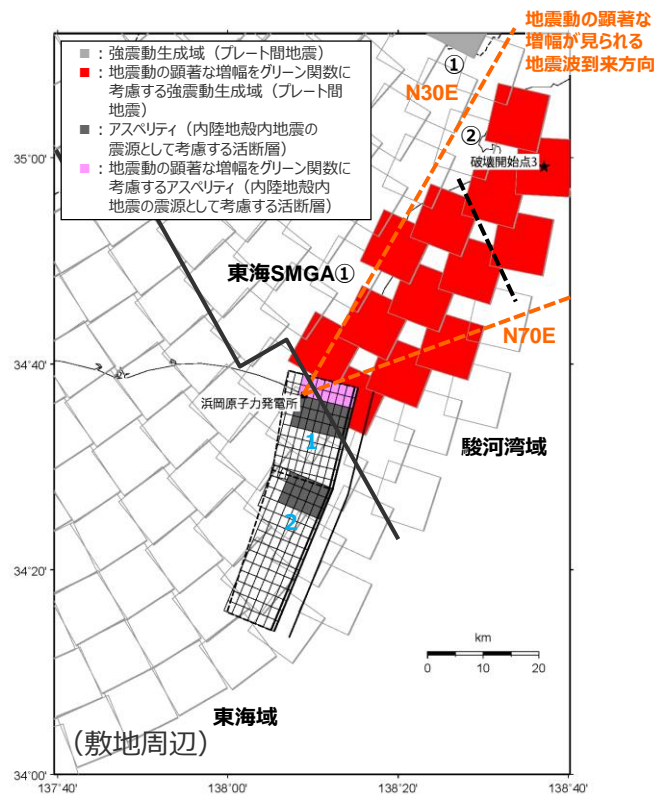 地震動の顕著な
増幅が見られる
地震波到来方向
■：強震動生成域（プレート間地震）
■：地震動の顕著な増幅をグリーン関数に
考慮する強震動生成域（プレート間
地震）
■：アスペリティ（内陸地殻内地震の
震源として考慮する活断層）
■：地震動の顕著な増幅をグリーン関数に
考慮するアスペリティ（内陸地殻内
地震の震源として考慮する活断層）
①
N30E
②
破壊開始点3
★
35°00'
東海SMGA①
N70E
34°40'
浜岡原子力発電所
駿河湾域
1
2
34°20'
km
0 10 20
東海域
（敷地周辺）
34°00'
137°40' 138°00' 138°20' 138°40'